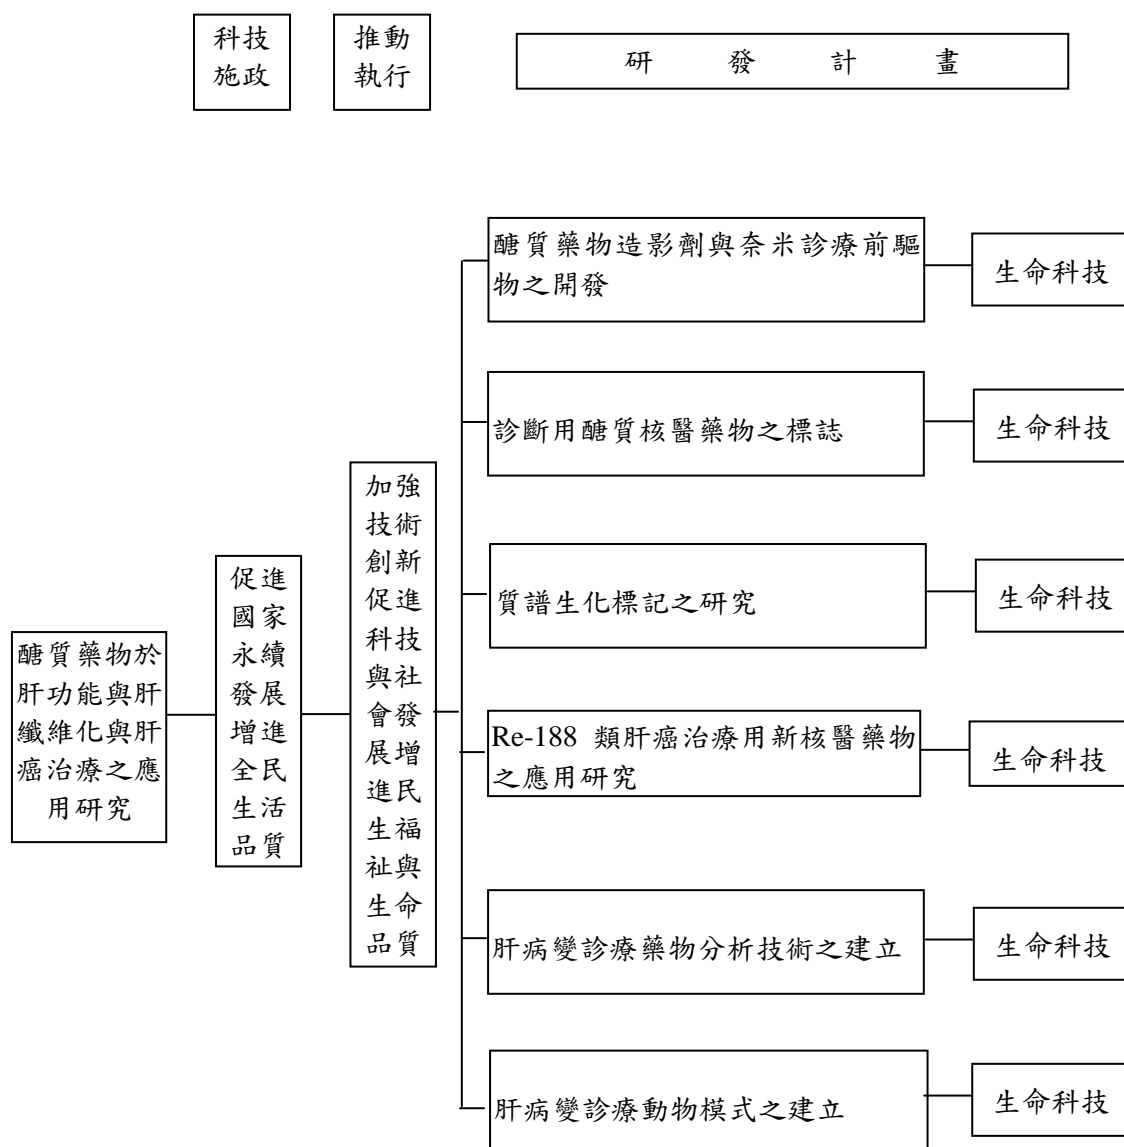 科技
施政
推動
執行
研發計畫
醣質藥物造影劑與奈米診療前驅
物之開發
生命科技
診斷用醣質核醫藥物之標誌
生命科技
質譜生化標記之研究
生命科技
Re-188 類肝癌治療用新核醫藥物
之應用研究
生命科技
肝病變診療藥物分析技術之建立
生命科技
肝病變診療動物模式之建立
生命科技
加強
技術
創新
促進
科技
與社
會發
展增
進民
生福
祉與
生命
品質
促進
國家
永續
發展
增進
全民
生活
品質
醣質藥物於
肝功能與肝
纖維化與肝
癌治療之應
用研究